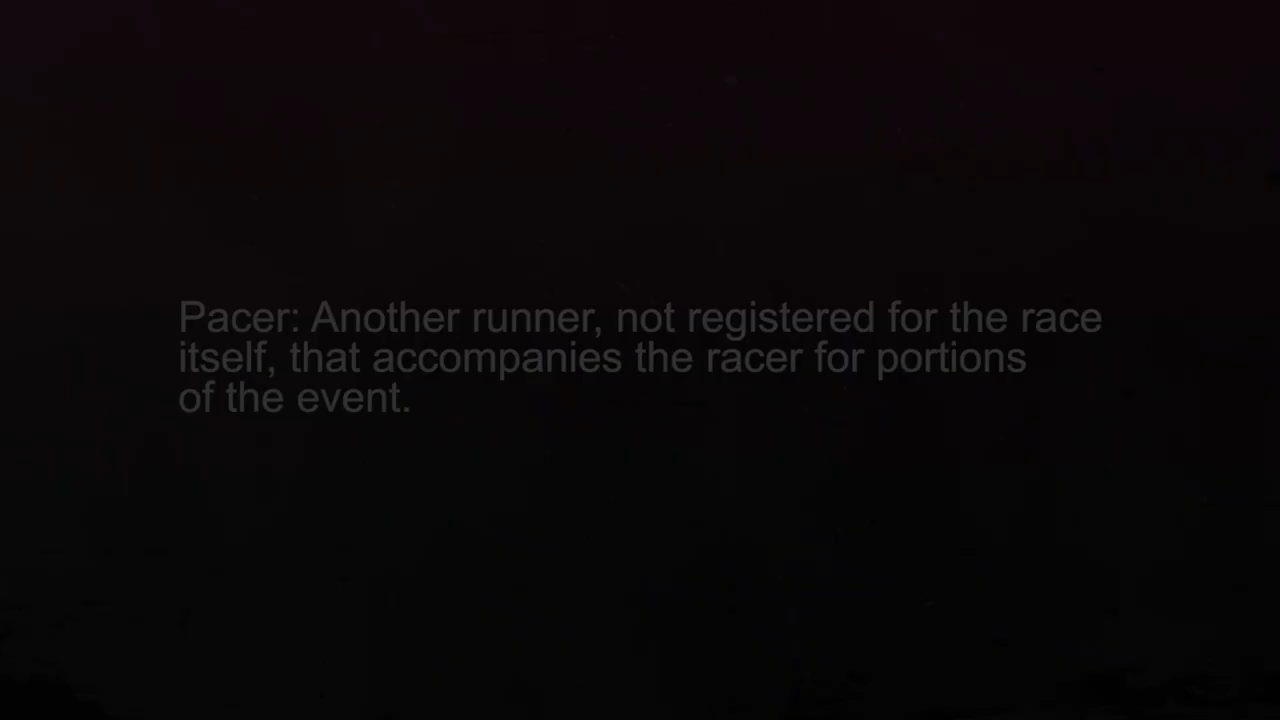 Pacer: Another runner, not registered for the race
itself, that accompanies the racer for portions
of the event.